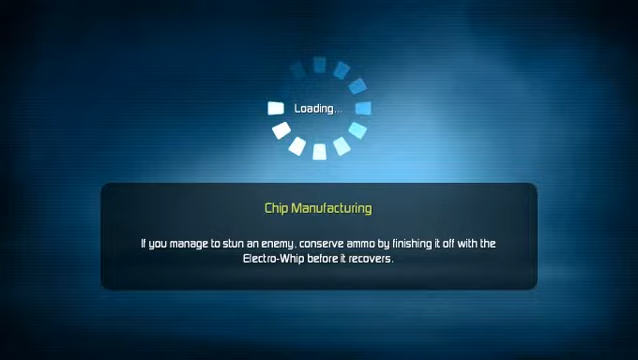 Loading...
Chip Manufacturing
If you manage to stun an enemy, conserve ammo by finishing it off with the
Electro-Whip before it recovers.